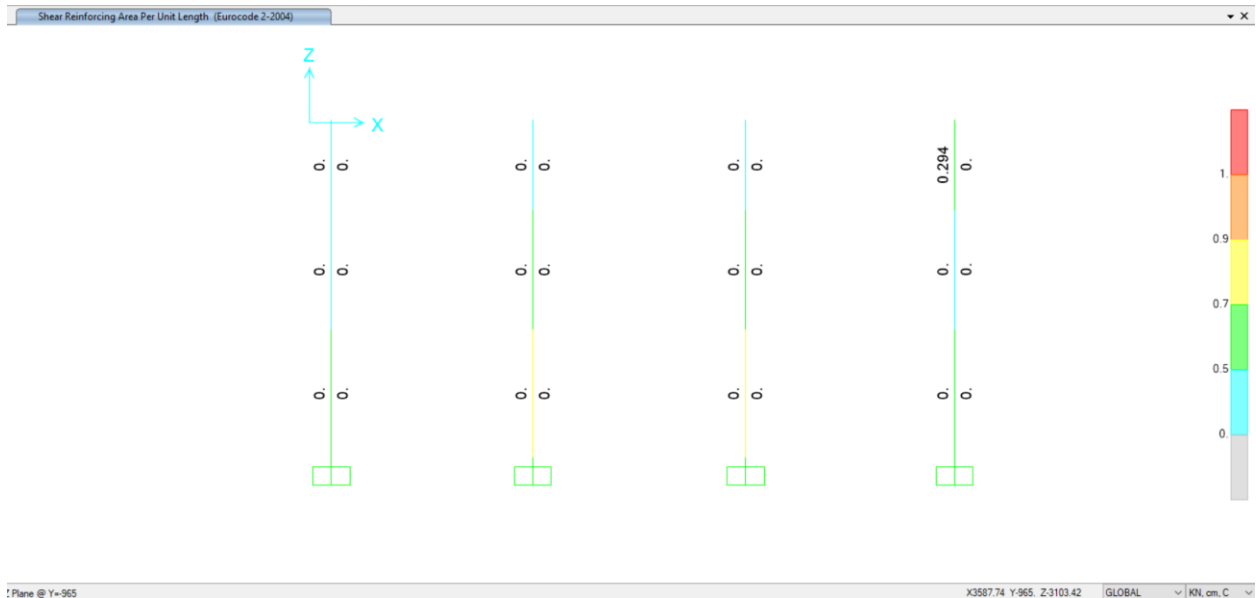 Shear Reinforcing Area Per Unit Length (Eurocode 2-2004)
Z
X
0. 0. 0. 0. 0. 0. 0.294 0.
0. 0. 0. 0. 0. 0. 0. 0.
0. 0. 0. 0. 0. 0. 0. 0.
1.
0.9
0.7
0.5
0.
Z Plane @ Y=-965
X3587.74 Y-965. Z-3103.42
GLOBAL
KN, cm, C